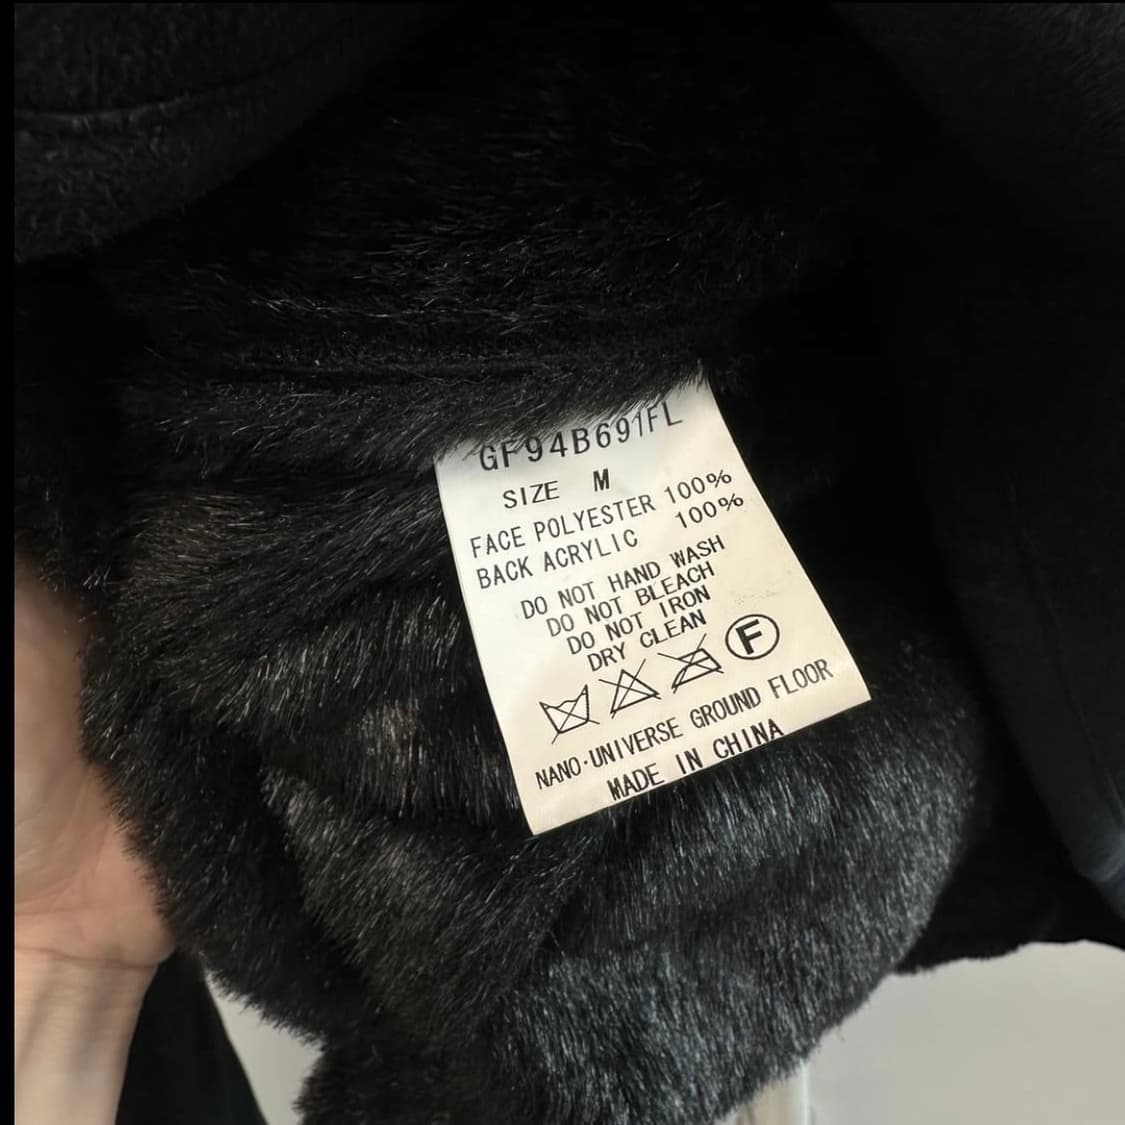 GF94B691FL
SIZE M
FACE POLYESTER 100%
BACK ACRYLIC 100%
DO NOT HAND WASH
DO NOT BLEACH
DO NOT IRON
DRY CLEAN
F
NANO·UNIVERSE GROUND FLOOR
MADE IN CHINA